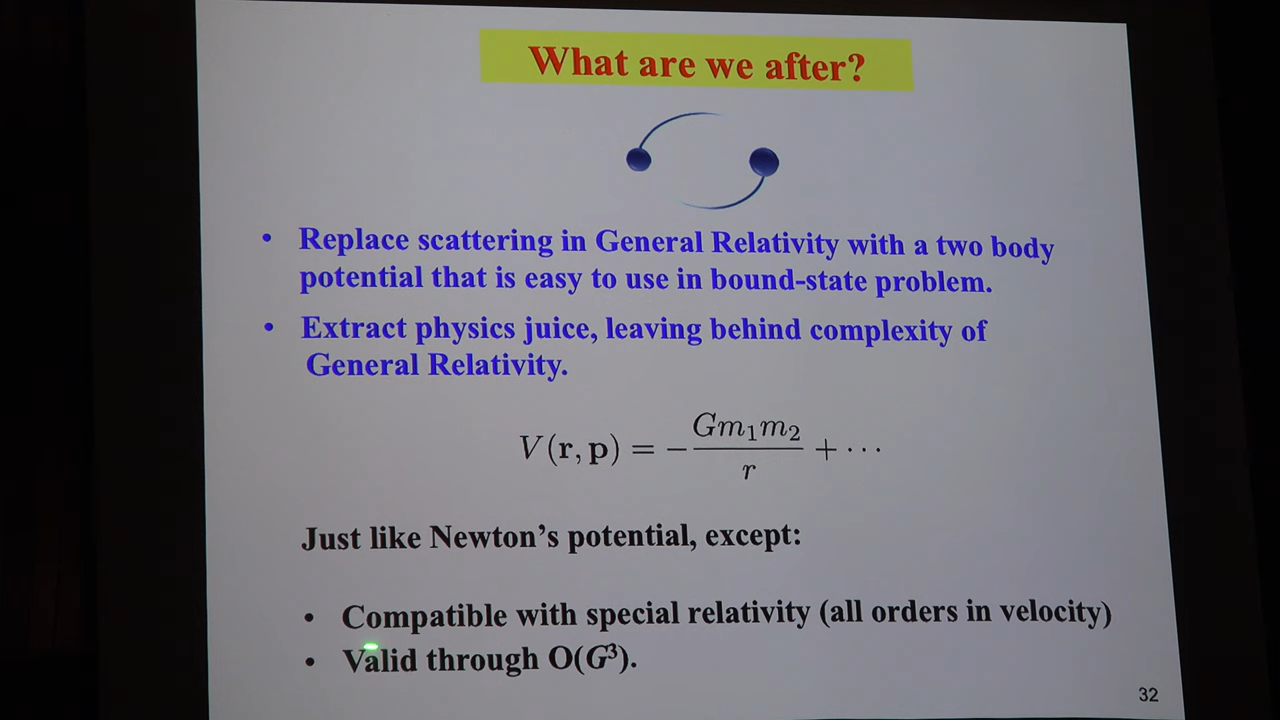 What are we after?
• Replace scattering in General Relativity with a two body
potential that is easy to use in bound-state problem.
• Extract physics juice, leaving behind complexity of
General Relativity.
V(r, p) = −Gm₁m₂/r + ⋯
Just like Newton’s potential, except:
• Compatible with special relativity (all orders in velocity)
• Valid through O(G³).
32